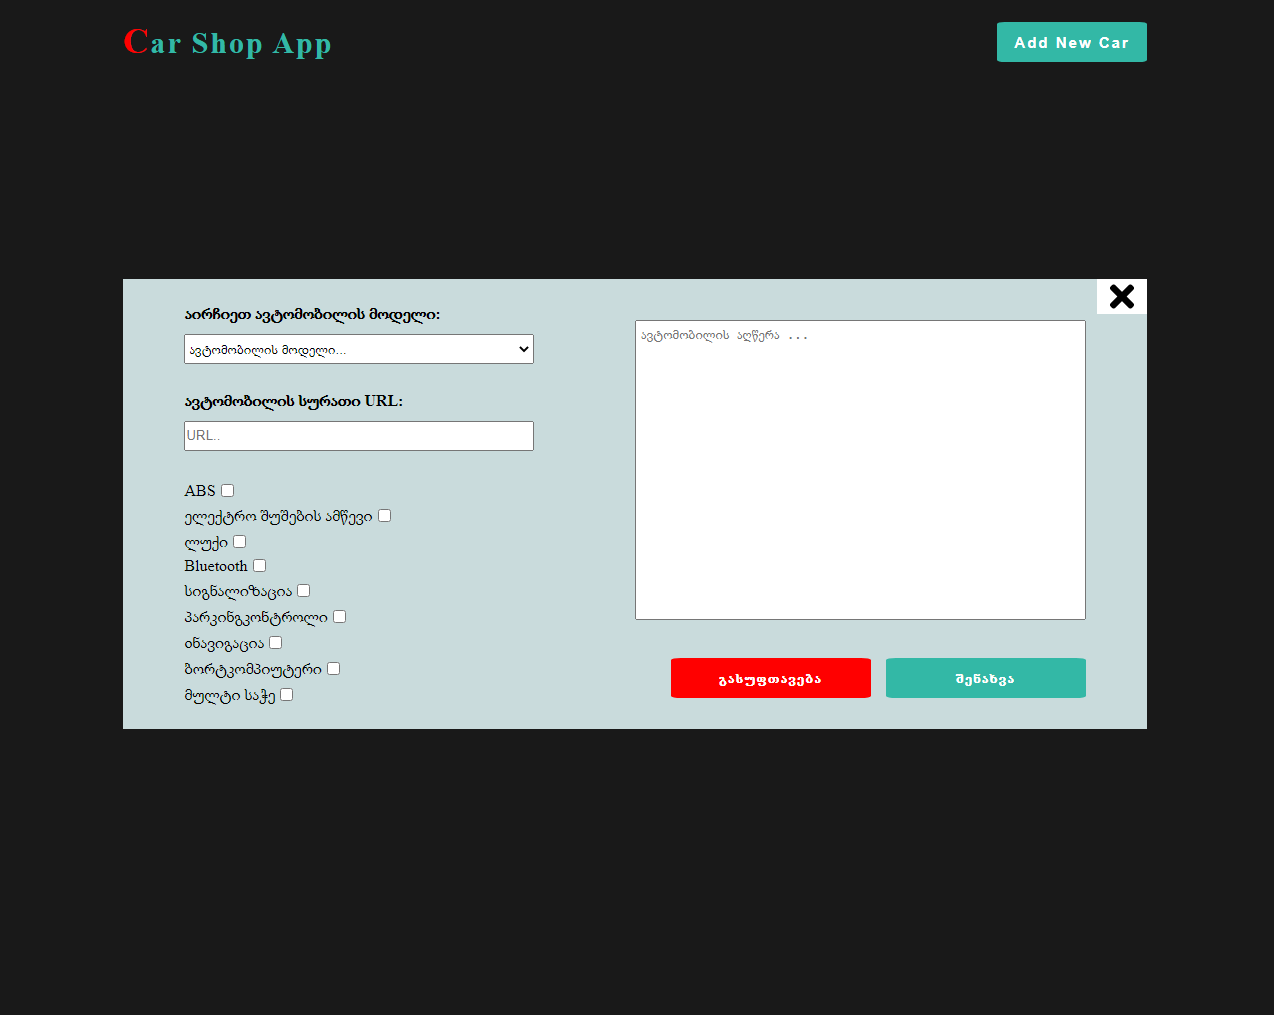 Car Shop App
Add New Car
აირჩიეთ ავტომობილის მოდელი:
ავტომობილის მოდელი...
ავტომობილის სურათი URL:
URL..
ABS
ელექტრო შუშების ამწევი
ლუქი
Bluetooth
სიგნალიზაცია
პარკინგკონტროლი
ინავიგაცია
ბორტკომპიუტერი
მულტი საჭე
ავტომობილის აღწერა ...
გასუფთავება
შენახვა